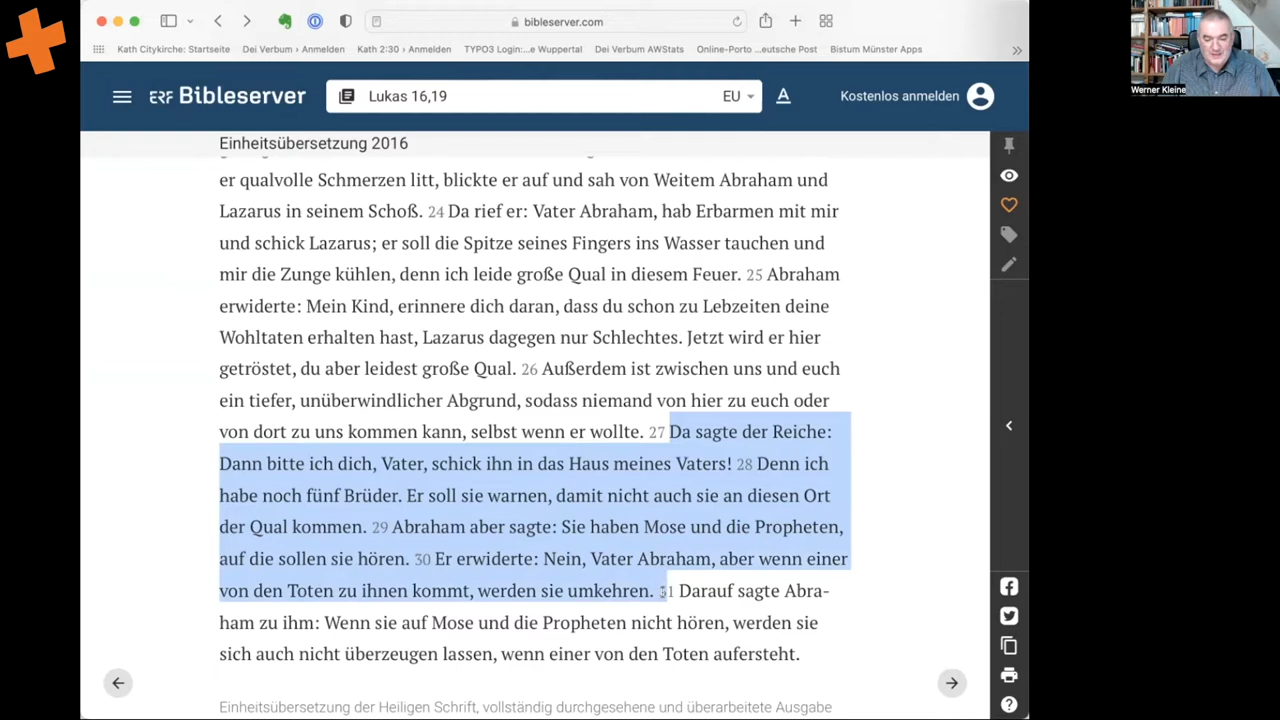 bibleserver.com
Kath Citykirche: Startseite
Dei Verbum › Anmelden
Kath 2:30 › Anmelden
TYPO3 Login:...e Wuppertal
Dei Verbum AWStats
Online-Porto ...eutsche Post
Bistum Münster Apps
ERF Bibleserver
Lukas 16,19
EU
A
Kostenlos anmelden
Werner Kleine
Einheitsübersetzung 2016
er qualvolle Schmerzen litt, blickte er auf und sah von Weitem Abraham und
Lazarus in seinem Schoß. 24 Da rief er: Vater Abraham, hab Erbarmen mit mir
und schick Lazarus; er soll die Spitze seines Fingers ins Wasser tauchen und
mir die Zunge kühlen, denn ich leide große Qual in diesem Feuer. 25 Abraham
erwiderte: Mein Kind, erinnere dich daran, dass du schon zu Lebzeiten deine
Wohltaten erhalten hast, Lazarus dagegen nur Schlechtes. Jetzt wird er hier
getröstet, du aber leidest große Qual. 26 Außerdem ist zwischen uns und euch
ein tiefer, unüberwindlicher Abgrund, sodass niemand von hier zu euch oder
von dort zu uns kommen kann, selbst wenn er wollte. 27 Da sagte der Reiche:
Dann bitte ich dich, Vater, schick ihn in das Haus meines Vaters! 28 Denn ich
habe noch fünf Brüder. Er soll sie warnen, damit nicht auch sie an diesen Ort
der Qual kommen. 29 Abraham aber sagte: Sie haben Mose und die Propheten,
auf die sollen sie hören. 30 Er erwiderte: Nein, Vater Abraham, aber wenn einer
von den Toten zu ihnen kommt, werden sie umkehren. 31 Darauf sagte Abra-
ham zu ihm: Wenn sie auf Mose und die Propheten nicht hören, werden sie
sich auch nicht überzeugen lassen, wenn einer von den Toten aufersteht.
Einheitsübersetzung der Heiligen Schrift, vollständig durchgesehene und überarbeitete Ausgabe